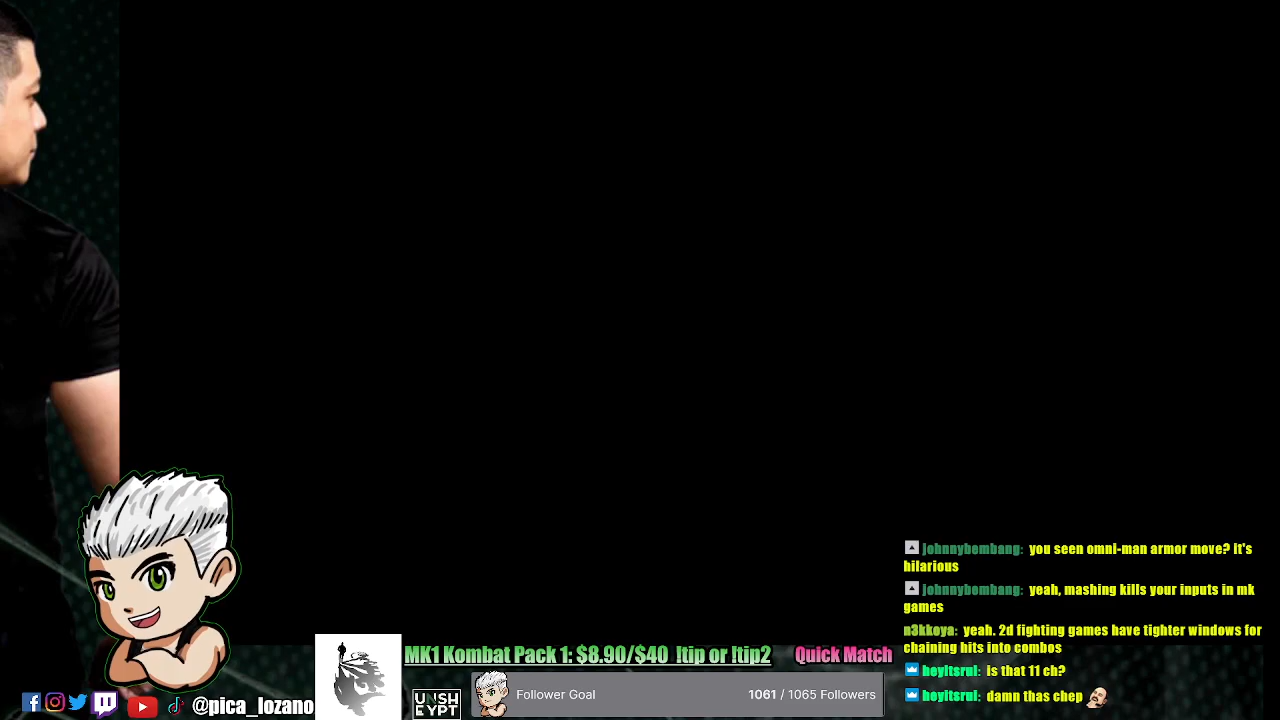 johnnybombang: you seen omni-man armor move? it's
hilarious
johnnybombang: yeah, mashing kills your inputs in mk
games
n3kkoya: yeah. 2d fighting games have tighter windows for
chaining hits into combos
heyitsrul: is that 11 ch?
heyitsrul: damn thas chep
MK1 Kombat Pack 1: $8.90/$40 !tip or !tip2 Quick Match
Follower Goal 1061 / 1065 Followers
@pica_lozano
UNSH
EYPT